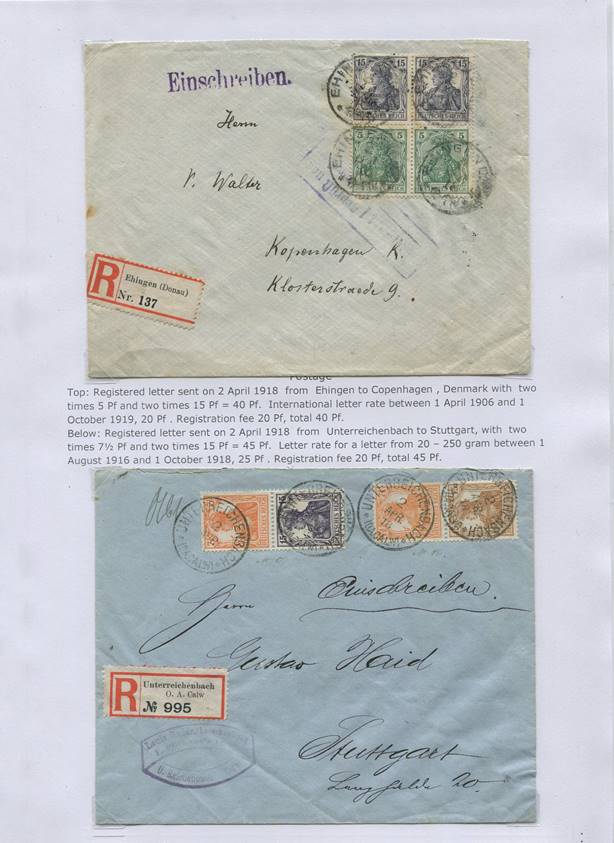 Einschreiben.
15 15
5 5
Herrn
P. Walter
Kopenhagen K.
Klosterstraede 9.
R Ehingen (Donau)
Nr. 137
Postage
Top: Registered letter sent on 2 April 1918 from Ehingen to Copenhagen , Denmark with two
times 5 Pf and two times 15 Pf = 40 Pf. International letter rate between 1 April 1906 and 1
October 1919, 20 Pf . Registration fee 20 Pf, total 40 Pf.
Below: Registered letter sent on 2 April 1918 from Unterreichenbach to Stuttgart, with two
times 7½ Pf and two times 15 Pf = 45 Pf. Letter rate for a letter from 20 – 250 gram between 1
August 1916 and 1 October 1918, 25 Pf . Registration fee 20 Pf, total 45 Pf.
UNTERREICHENBACH
Einschreiben.
Herrn
Gustav Haid
R Unterreichenbach
O. A. Calw
№ 995
Stuttgart